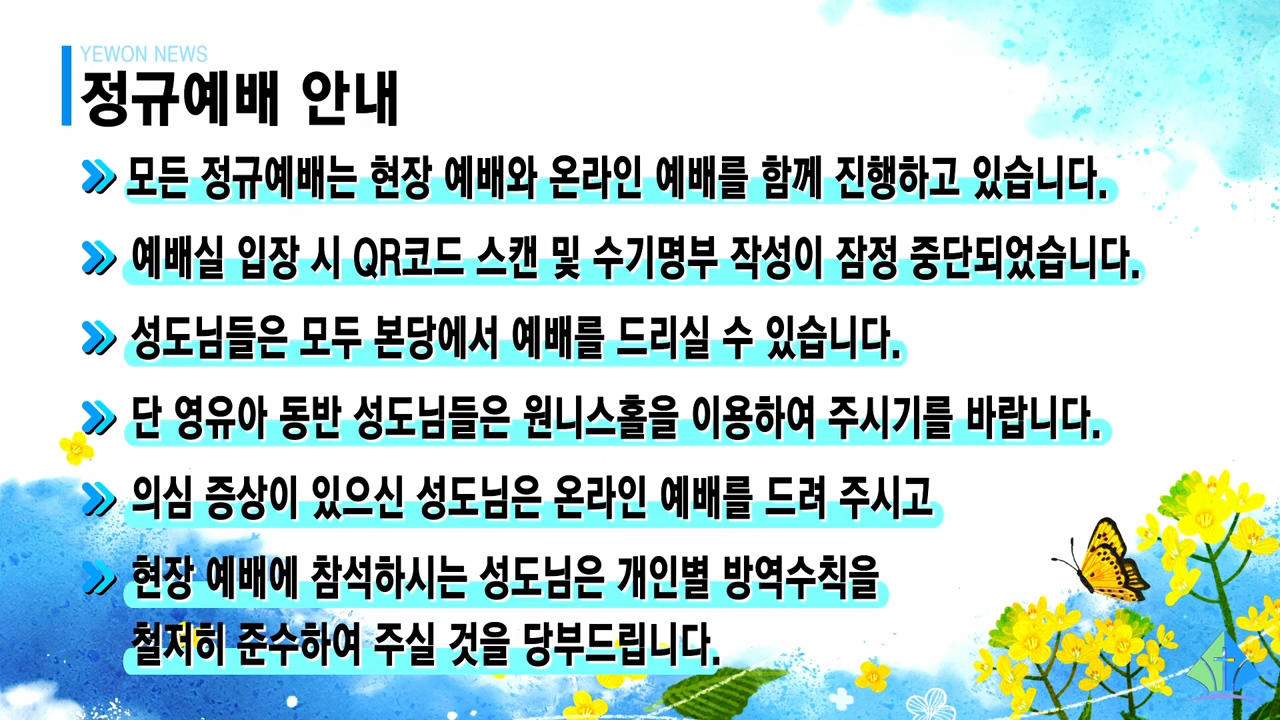 YEWON NEWS
정규예배 안내
모든 정규예배는 현장 예배와 온라인 예배를 함께 진행하고 있습니다.
예배실 입장 시 QR코드 스캔 및 수기명부 작성이 잠정 중단되었습니다.
성도님들은 모두 본당에서 예배를 드리실 수 있습니다.
단 영유아 동반 성도님들은 원니스홀을 이용하여 주시기를 바랍니다.
의심 증상이 있으신 성도님은 온라인 예배를 드려 주시고
현장 예배에 참석하시는 성도님은 개인별 방역수칙을
철저히 준수하여 주실 것을 당부드립니다.